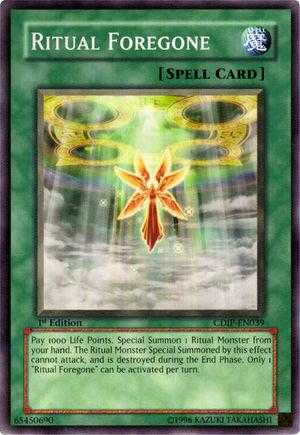 RITUAL FOREGONE
魔
[SPELL CARD]
1st Edition
CDIP-EN039
Pay 1000 Life Points. Special Summon 1 Ritual Monster from
your hand. The Ritual Monster Special Summoned by this effect
cannot attack, and is destroyed during the End Phase. Only 1
"Ritual Foregone" can be activated per turn.
65450690
©1996 KAZUKI TAKAHASHI